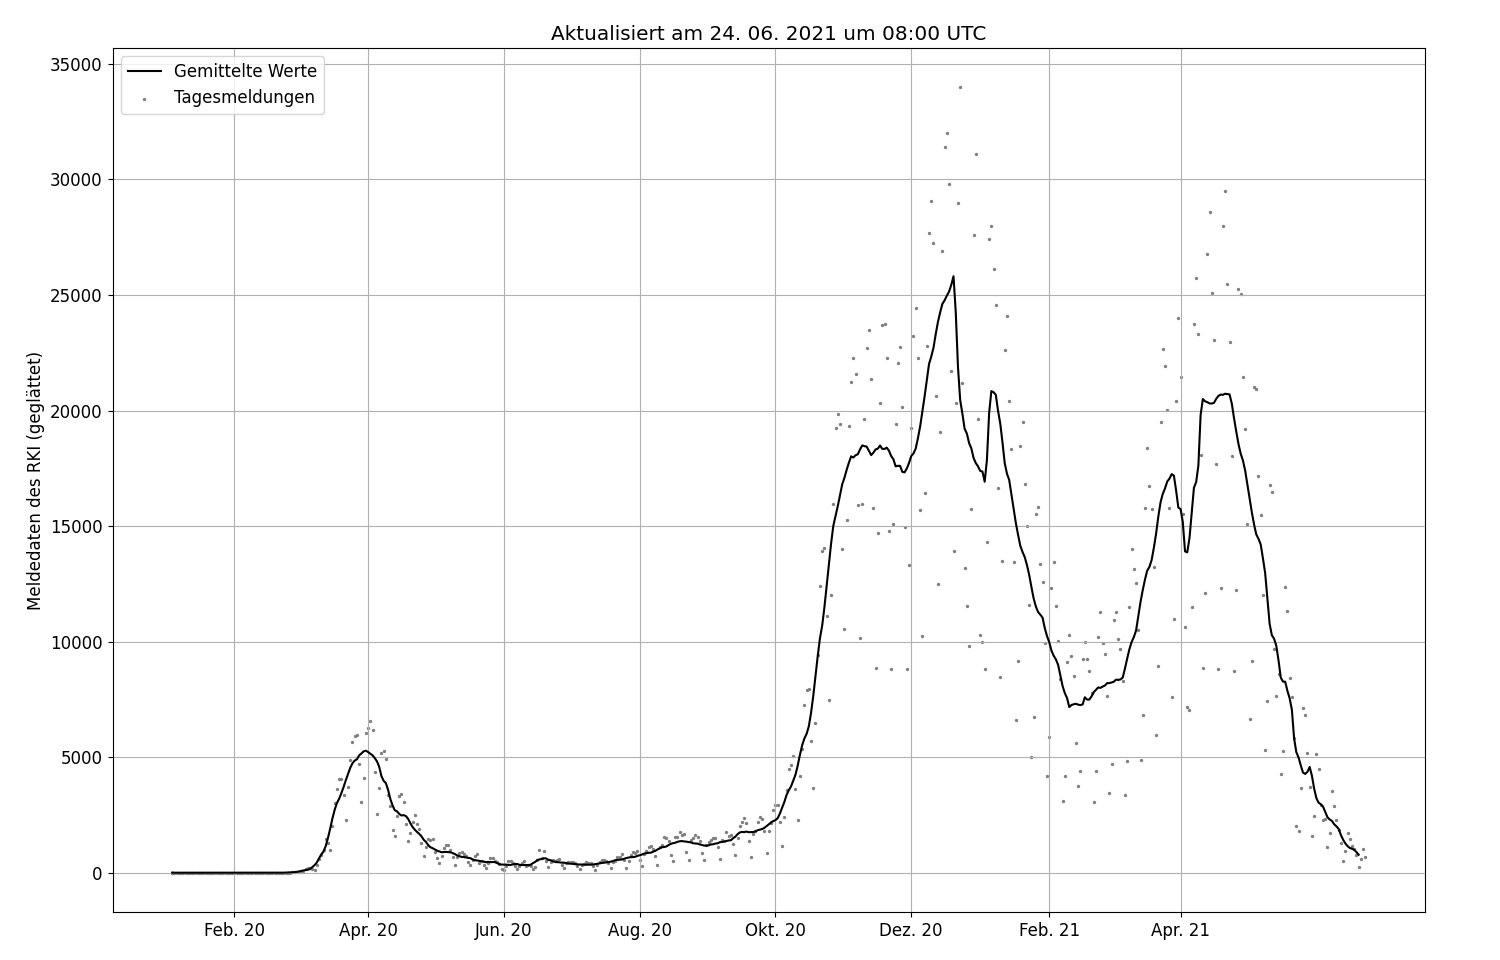 Aktualisiert am 24. 06. 2021 um 08:00 UTC
Gemittelte Werte
Tagesmeldungen
Meldedaten des RKI (geglättet)
35000
30000
25000
20000
15000
10000
5000
0
Feb. 20 Apr. 20 Jun. 20 Aug. 20 Okt. 20 Dez. 20 Feb. 21 Apr. 21